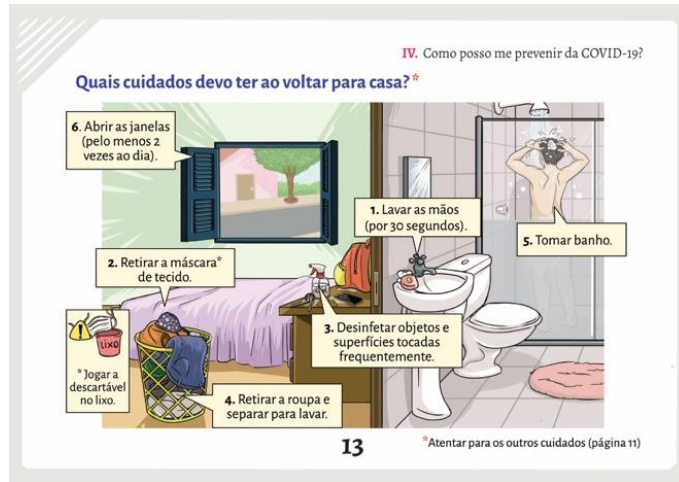 IV. Como posso me prevenir da COVID-19?
Quais cuidados devo ter ao voltar para casa?*
6. Abrir as janelas
(pelo menos 2
vezes ao dia).
1. Lavar as mãos
(por 30 segundos).
5. Tomar banho.
2. Retirar a máscara*
de tecido.
3. Desinfetar objetos e
superfícies tocadas
frequentemente.
LIXO
*Jogar a
descartável
no lixo.
4. Retirar a roupa e
separar para lavar.
13
*Atentar para os outros cuidados (página 11)